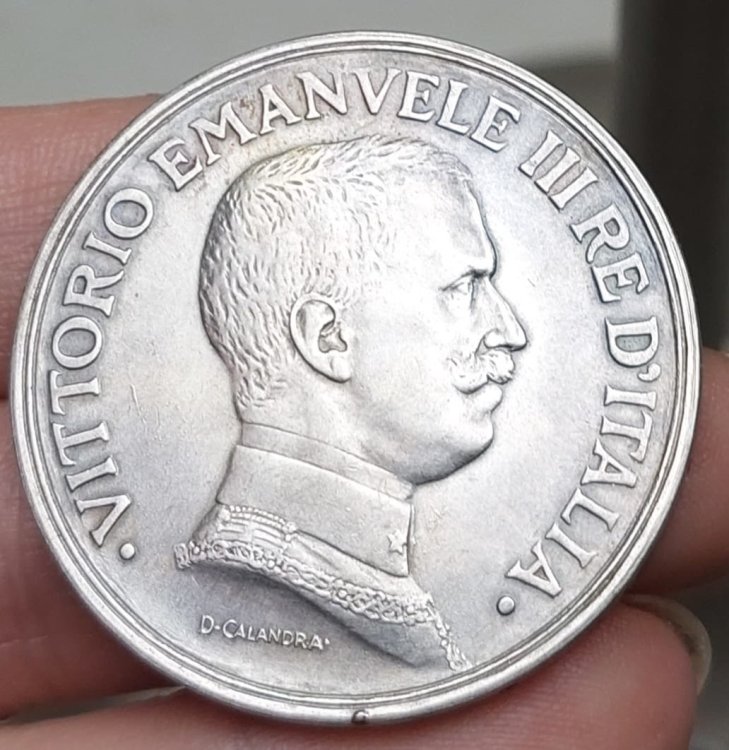 · VITTORIO EMANVELE III RE D'ITALIA ·
D·CALANDRA·